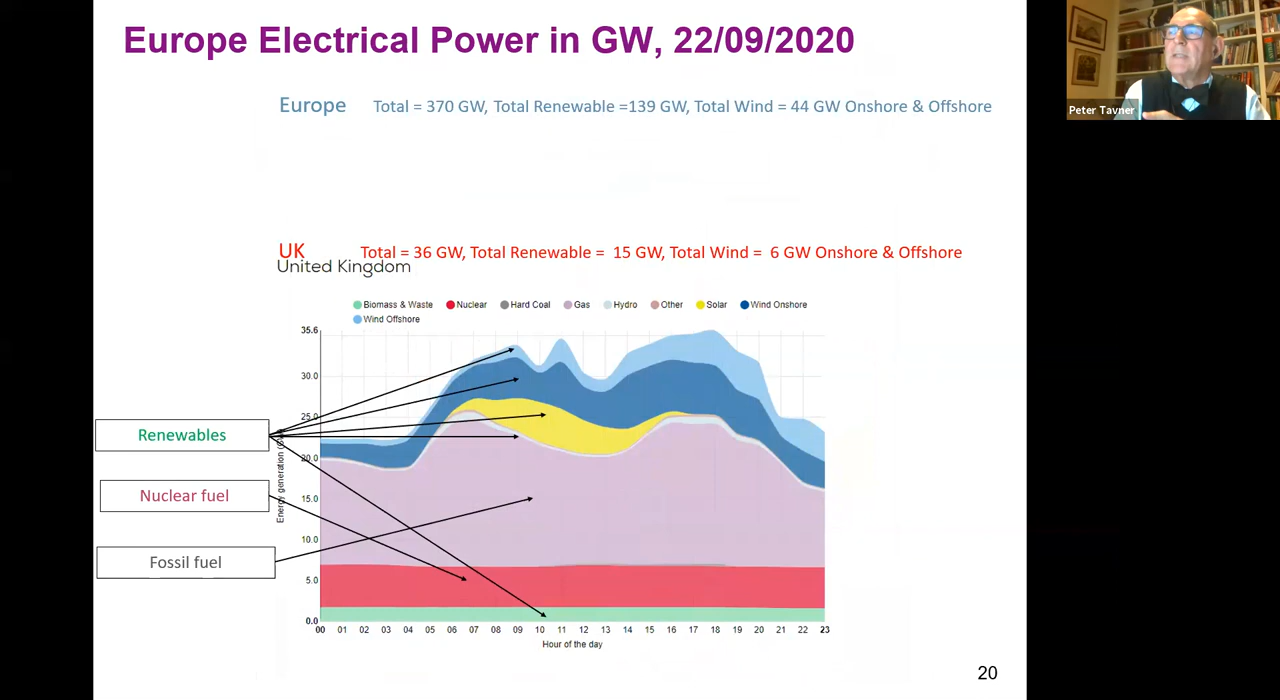 Europe Electrical Power in GW, 22/09/2020
Peter Tavner
Europe Total = 370 GW, Total Renewable =139 GW, Total Wind = 44 GW Onshore & Offshore
UK Total = 36 GW, Total Renewable = 15 GW, Total Wind = 6 GW Onshore & Offshore
United Kingdom
Biomass & Waste Nuclear Hard Coal Gas Hydro Other Solar Wind Onshore
Wind Offshore
35.6
30.0
25.0
20.0
15.0
10.0
5.0
0.0
Energy generation
Renewables
Nuclear fuel
Fossil fuel
00 01 02 03 04 05 06 07 08 09 10 11 12 13 14 15 16 17 18 19 20 21 22 23
Hour of the day
20